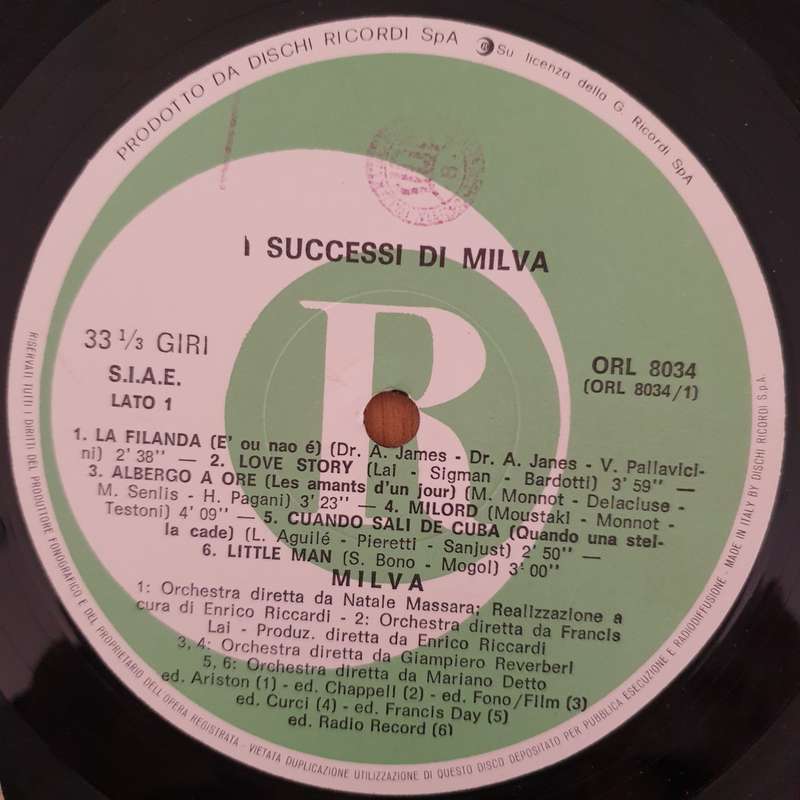 PRODOTTO DA DISCHI RICORDI SpA
Su licenza della G. Ricordi SpA
I SUCCESSI DI MILVA
R
33 1/3 GIRI
S.I.A.E.
LATO 1
ORL 8034
(ORL 8034/1)
1. LA FILANDA (E' ou nao é) (Dr. A. James - Dr. A. Janes - V. Pallavici-
ni) 2' 38'' — 2. LOVE STORY (Lai - Sigman - Bardotti) 3' 59'' —
3. ALBERGO A ORE (Les amants d'un jour) (M. Monnot - Delacluse -
M. Senlis - H. Pagani) 3' 23'' — 4. MILORD (Moustaki - Monnot -
Testoni) 4' 09'' — 5. CUANDO SALI DE CUBA (Quando una stel-
la cade) (L. Aguilé - Pieretti - Sanjust) 2' 50'' —
6. LITTLE MAN (S. Bono - Mogol) 3' 00''
MILVA
1: Orchestra diretta da Natale Massara; Realizzazione a
cura di Enrico Riccardi - 2: Orchestra diretta da Francis
Lai - Produz. diretta da Enrico Riccardi
3, 4: Orchestra diretta da Giampiero Reverberi
5, 6: Orchestra diretta da Mariano Detto
ed. Ariston (1) - ed. Chappell (2) - ed. Fono/Film (3)
ed. Curci (4) - ed. Francis Day (5)
ed. Radio Record (6)
RISERVATI TUTTI I DIRITTI DEL PRODUTTORE FONOGRAFICO E DEL PROPRIETARIO DELL'OPERA REGISTRATA - VIETATA DUPLICAZIONE UTILIZZAZIONE DI QUESTO DISCO DEPOSITATO PER PUBBLICA ESECUZIONE E RADIODIFFUSIONE - MADE IN ITALY BY DISCHI RICORDI S.p.A.